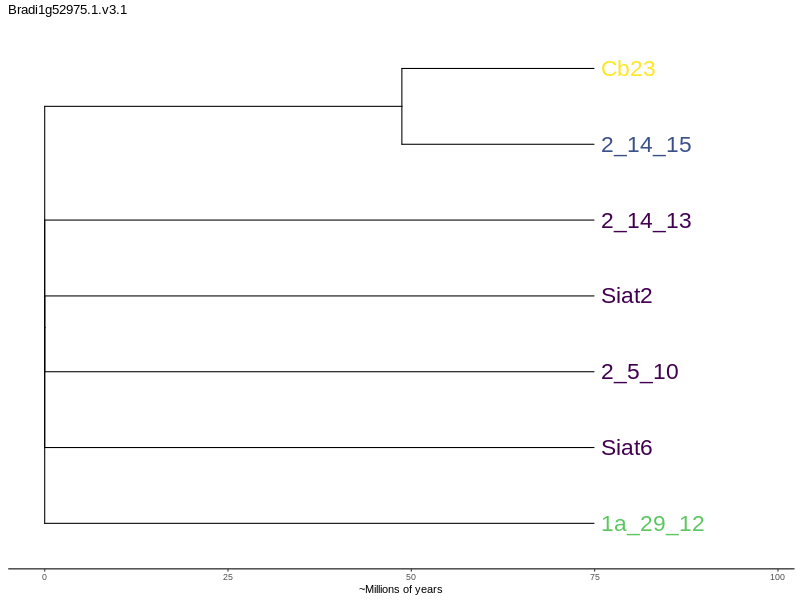 Bradi1g52975.1.v3.1
Cb23
2_14_15
2_14_13
Siat2
2_5_10
Siat6
1a_29_12
0 25 50 75 100
~Millions of years